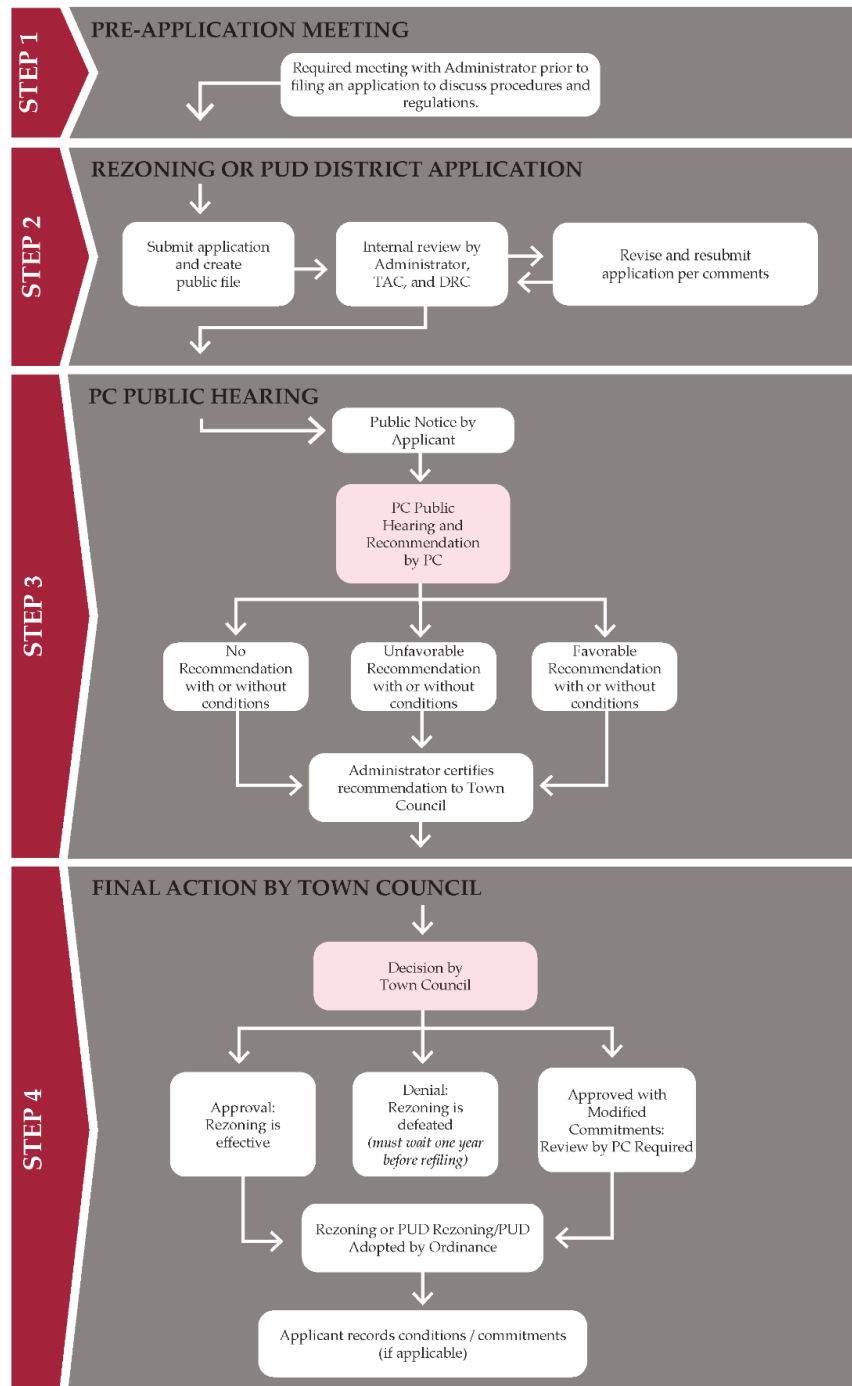 STEP 1
PRE-APPLICATION MEETING
Required meeting with Administrator prior to
filing an application to discuss procedures and
regulations.
STEP 2
REZONING OR PUD DISTRICT APPLICATION
Submit application
and create
public file
Internal review by
Administrator,
TAC, and DRC
Revise and resubmit
application per comments
STEP 3
PC PUBLIC HEARING
Public Notice by
Applicant
PC Public
Hearing and
Recommendation
by PC
No
Recommendation
with or without
conditions
Unfavorable
Recommendation
with or without
conditions
Favorable
Recommendation
with or without
conditions
Administrator certifies
recommendation to Town
Council
STEP 4
FINAL ACTION BY TOWN COUNCIL
Decision by
Town Council
Approval:
Rezoning is
effective
Denial:
Rezoning is
defeated
(must wait one year
before refiling)
Approved with
Modified
Commitments:
Review by PC Required
Rezoning or PUD Rezoning/PUD
Adopted by Ordinance
Applicant records conditions / commitments
(if applicable)